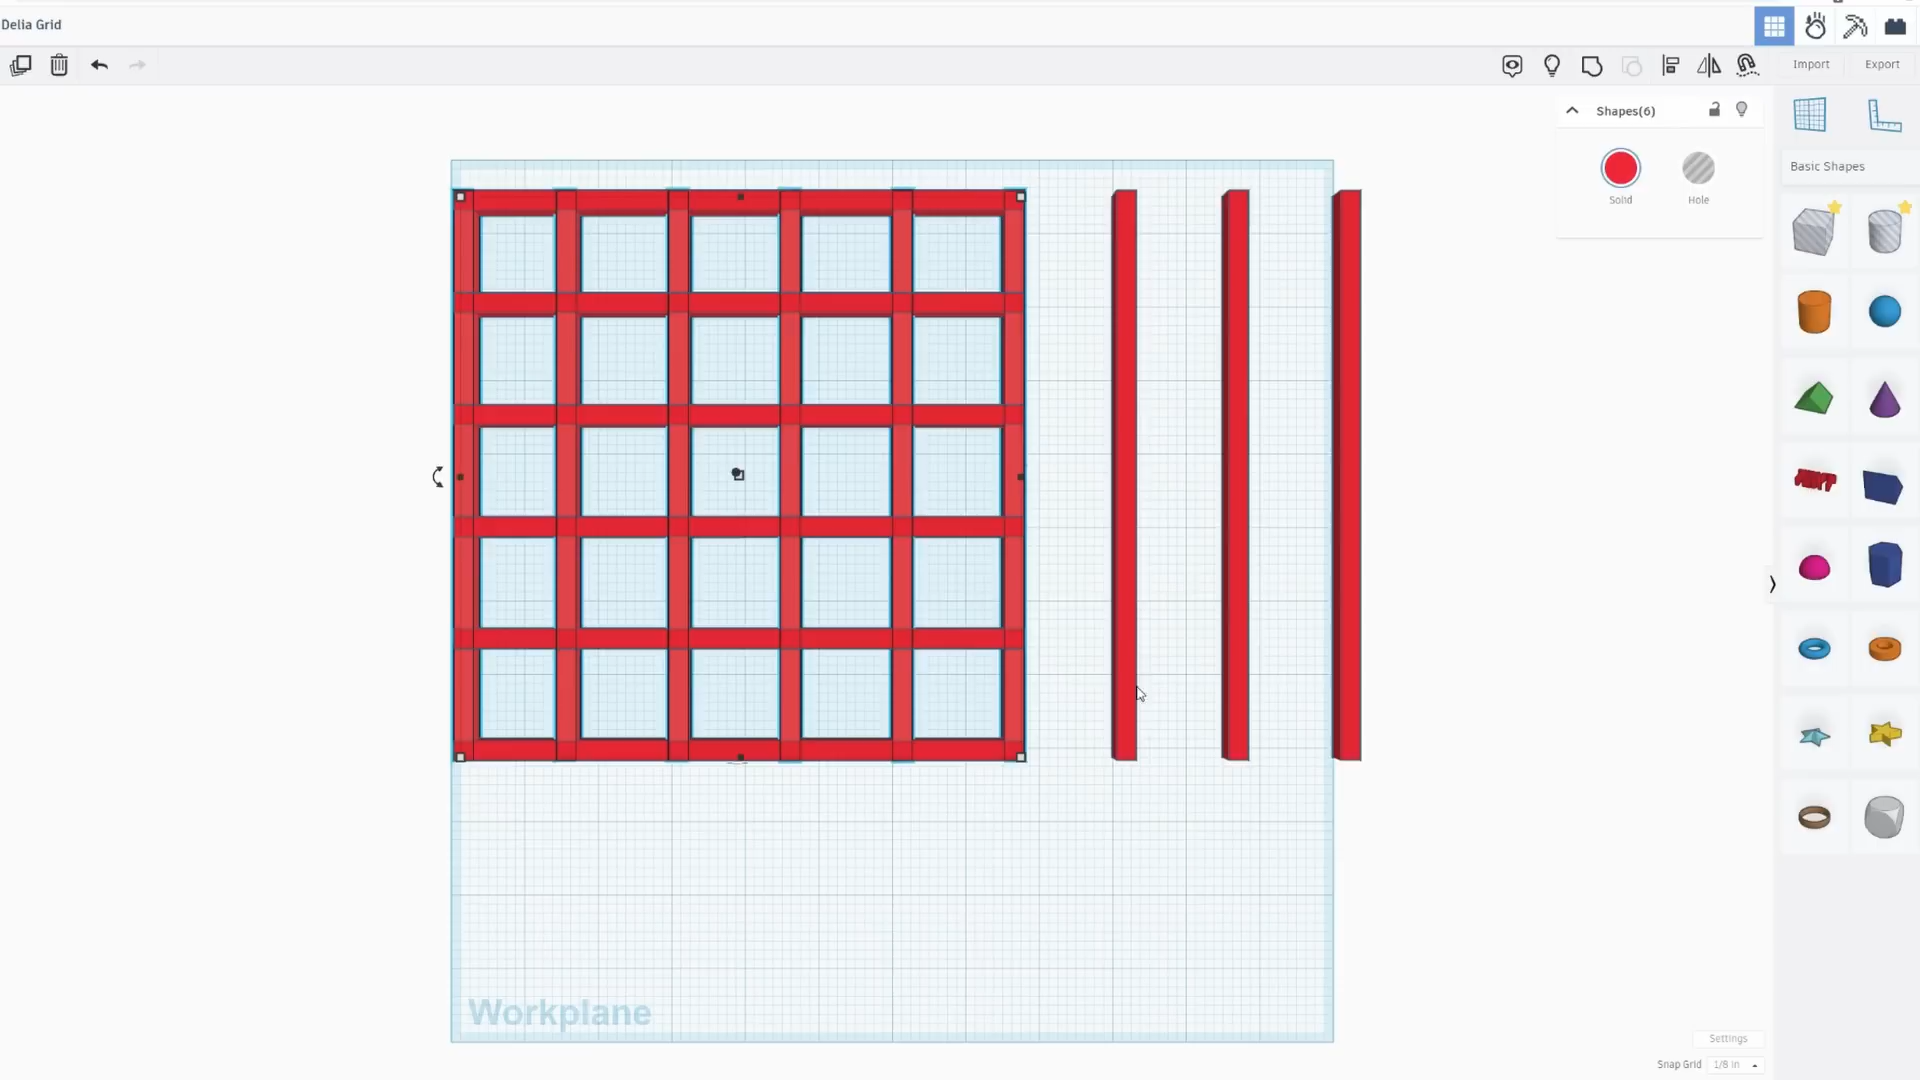 Delia Grid
Import
Export
Shapes(6)
Solid
Hole
Basic Shapes
Workplane
Settings
Snap Grid 1/8 in